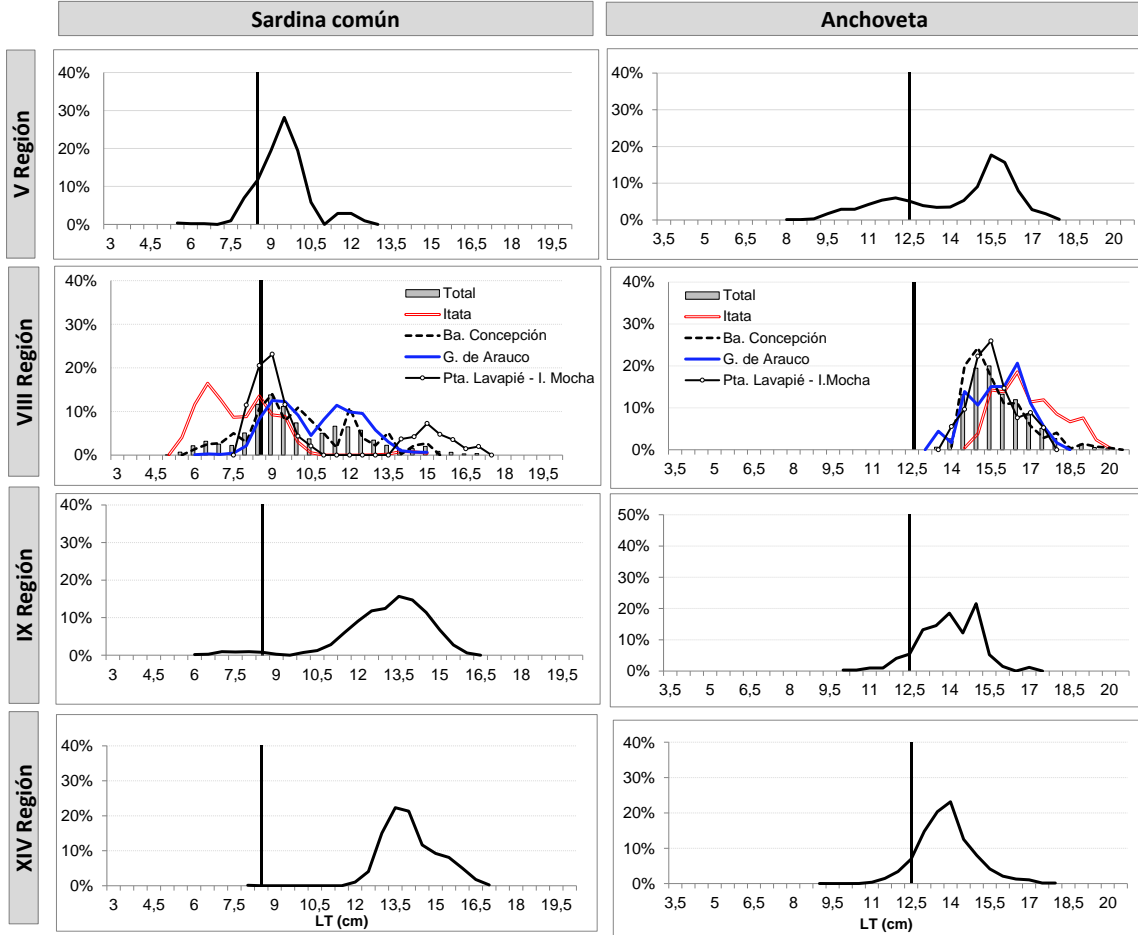 Sardina común
Anchoveta
V Región
40%
30%
20%
10%
0%
3 4,5 6 7,5 9 10,5 12 13,5 15 16,5 18 19,5
40%
30%
20%
10%
0%
3,5 5 6,5 8 9,5 11 12,5 14 15,5 17 18,5 20
VIII Región
40%
30%
20%
10%
0%
Total
Itata
Ba. Concepción
G. de Arauco
Pta. Lavapié - I.Mocha
3 4,5 6 7,5 9 10,5 12 13,5 15 16,5 18 19,5
40%
30%
20%
10%
0%
Total
Itata
Ba. Concepción
G. de Arauco
Pta. Lavapié - I.Mocha
3,5 5 6,5 8 9,5 11 12,5 14 15,5 17 18,5 20
IX Región
40%
30%
20%
10%
0%
3 4,5 6 7,5 9 10,5 12 13,5 15 16,5 18 19,5
50%
40%
30%
20%
10%
0%
3,5 5 6,5 8 9,5 11 12,5 14 15,5 17 18,5 20
XIV Región
40%
30%
20%
10%
0%
3 4,5 6 7,5 9 10,5 12 13,5 15 16,5 18 19,5
LT (cm)
40%
30%
20%
10%
0%
3,5 5 6,5 8 9,5 11 12,5 14 15,5 17 18,5 20
LT (cm)